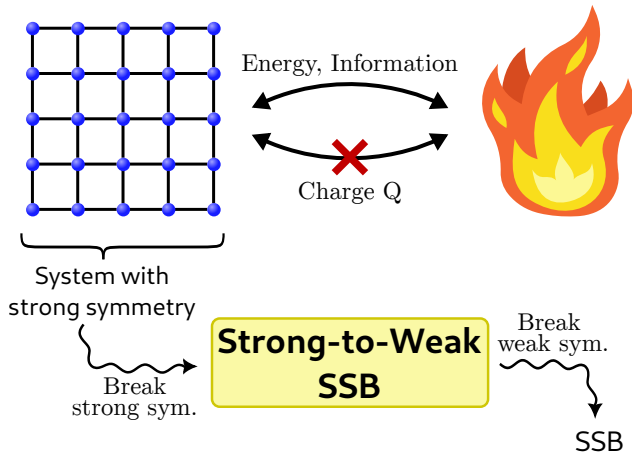 Energy, Information
Charge Q
System with
strong symmetry
Break
strong sym.
Strong-to-Weak
SSB
Break
weak sym.
SSB